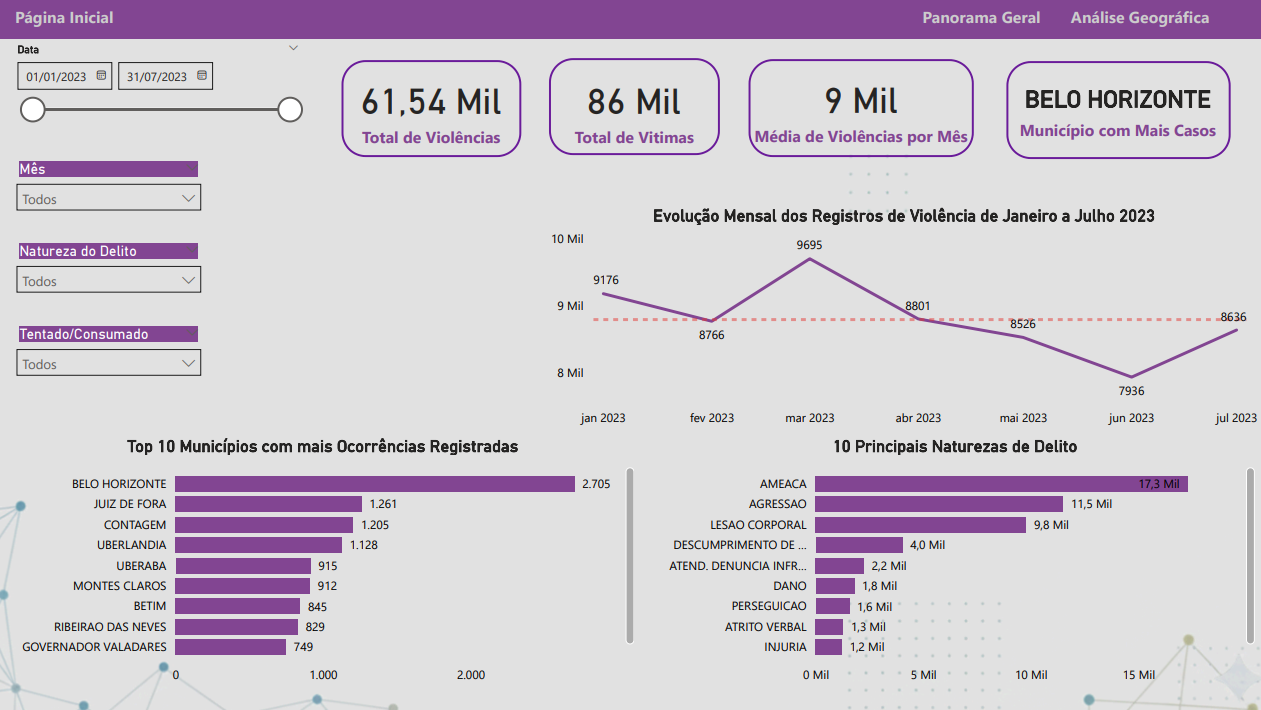 Página Inicial
Panorama Geral
Análise Geográfica
Data
01/01/2023
31/07/2023
Mês
Todos
Natureza do Delito
Todos
Tentado/Consumado
Todos
61,54 Mil
Total de Violências
86 Mil
Total de Vitimas
9 Mil
Média de Violências por Mês
BELO HORIZONTE
Município com Mais Casos
Evolução Mensal dos Registros de Violência de Janeiro a Julho 2023
10 Mil
9 Mil
8 Mil
9176
8766
9695
8801
8526
7936
8636
jan 2023
fev 2023
mar 2023
abr 2023
mai 2023
jun 2023
jul 2023
Top 10 Municípios com mais Ocorrências Registradas
BELO HORIZONTE 2.705
JUIZ DE FORA 1.261
CONTAGEM 1.205
UBERLANDIA 1.128
UBERABA 915
MONTES CLAROS 912
BETIM 845
RIBEIRAO DAS NEVES 829
GOVERNADOR VALADARES 749
0
1.000
2.000
10 Principais Naturezas de Delito
AMEACA 17,3 Mil
AGRESSAO 11,5 Mil
LESAO CORPORAL 9,8 Mil
DESCUMPRIMENTO DE ... 4,0 Mil
ATEND. DENUNCIA INFR... 2,2 Mil
DANO 1,8 Mil
PERSEGUICAO 1,6 Mil
ATRITO VERBAL 1,3 Mil
INJURIA 1,2 Mil
0 Mil
5 Mil
10 Mil
15 Mil